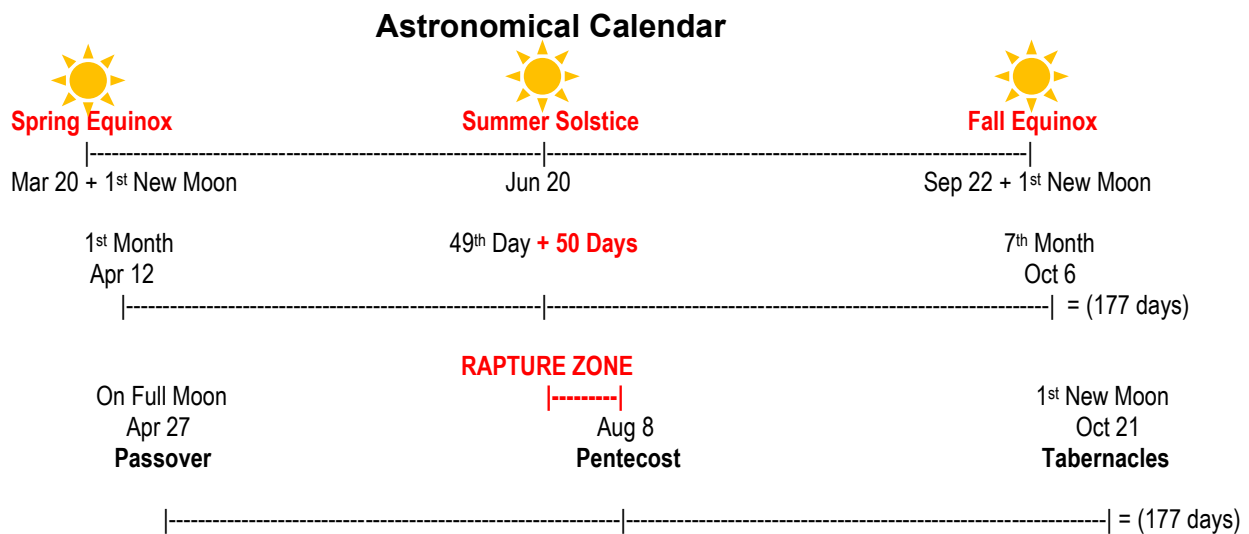 Astronomical Calendar
Spring Equinox Summer Solstice Fall Equinox
|--------------------------------------------------------------|------------------------------------------------------------------|
Mar 20 + 1st New Moon Jun 20 Sep 22 + 1st New Moon
1st Month 49th Day + 50 Days 7th Month
Apr 12 Oct 6
|---------------------------------------------------------|--------------------------------------------------------------------| = (177 days)
RAPTURE ZONE
On Full Moon |---------| 1st New Moon
Apr 27 Aug 8 Oct 21
Passover Pentecost Tabernacles
|--------------------------------------------------------------|------------------------------------------------------------------| = (177 days)